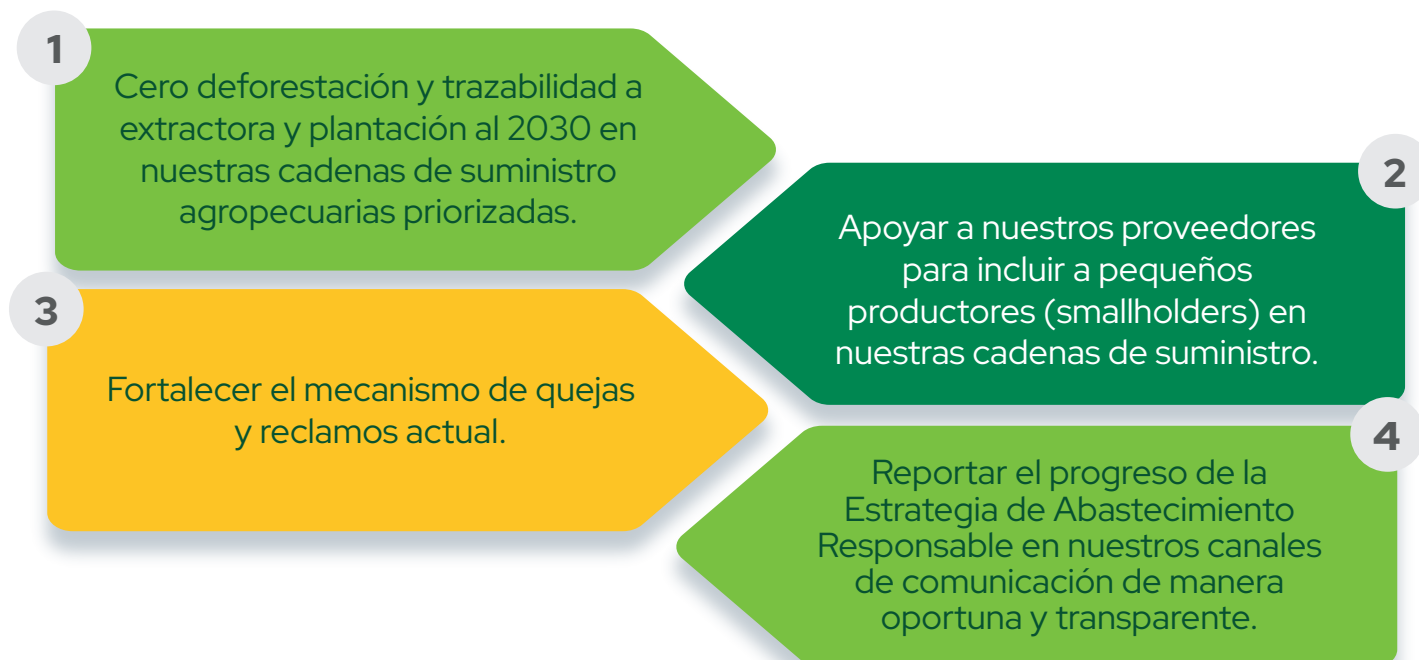 1
Cero deforestación y trazabilidad a
extractora y plantación al 2030 en
nuestras cadenas de suministro
agropecuarias priorizadas.
2
Apoyar a nuestros proveedores
para incluir a pequeños
productores (smallholders) en
nuestras cadenas de suministro.
3
Fortalecer el mecanismo de quejas
y reclamos actual.
4
Reportar el progreso de la
Estrategia de Abastecimiento
Responsable en nuestros canales
de comunicación de manera
oportuna y transparente.